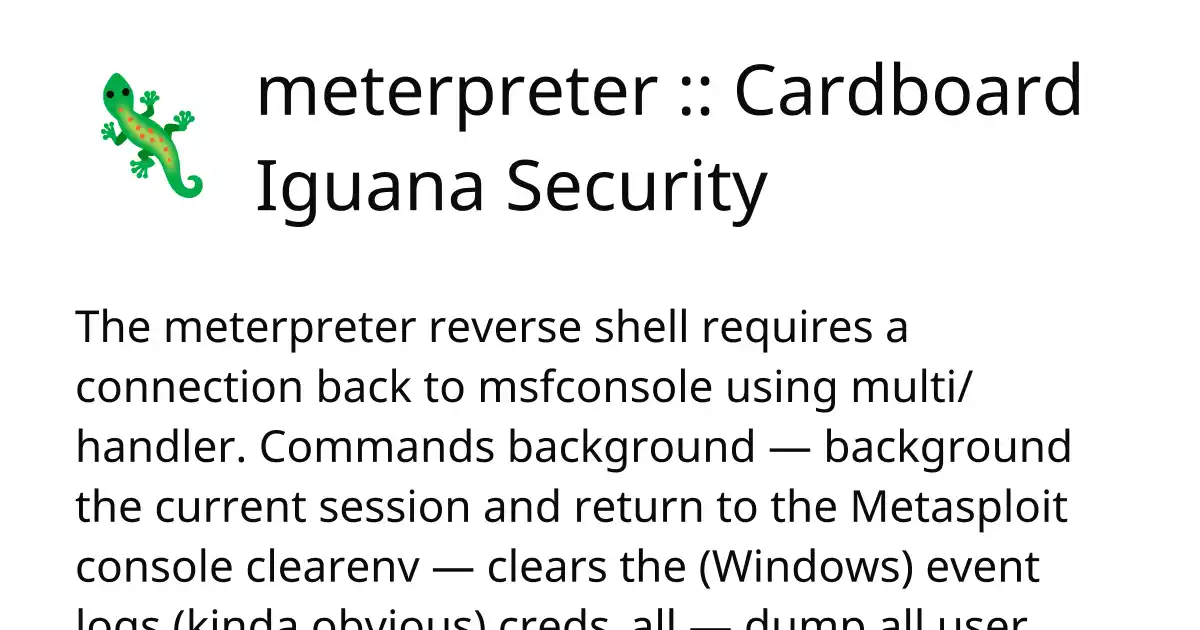 meterpreter :: Cardboard
Iguana Security
The meterpreter reverse shell requires a
connection back to msfconsole using multi/
handler. Commands background — background
the current session and return to the Metasploit
console clearenv — clears the (Windows) event
logs (kinda obvious) creds_all — dump all user